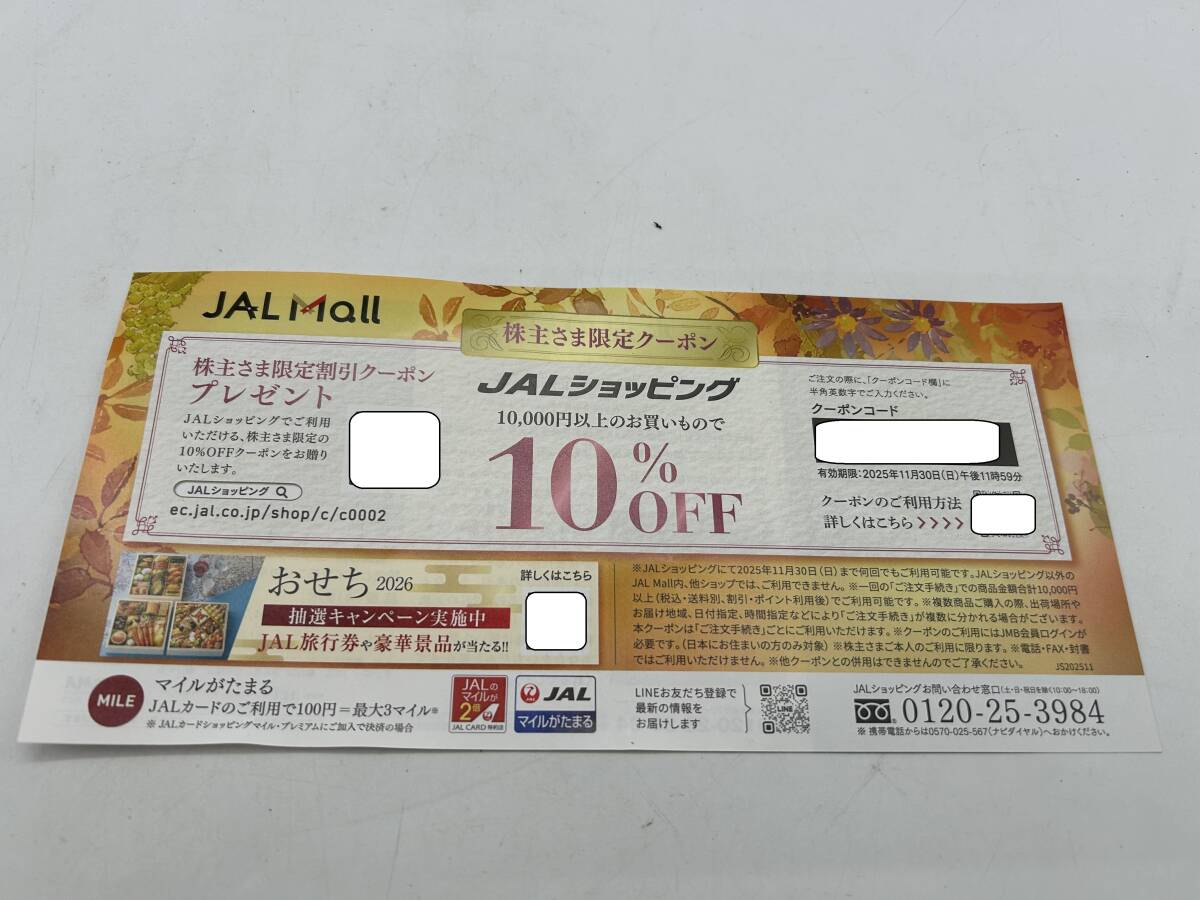 JAL Mall
株主さま限定クーポン
株主さま限定割引クーポン
プレゼント
JALショッピングでご利用
いただける、株主さま限定の
10%OFFクーポンをお贈り
いたします。
JALショッピング
ec.jal.co.jp/shop/c/c0002
JALショッピング
10,000円以上のお買いもので
10% OFF
ご注文の際に、「クーポンコード欄」に
半角英数字でご入力ください。
クーポンコード
有効期限:2025年11月30日(日)午後11時59分
クーポンのご利用方法
詳しくはこちら >>>>
おせち 2026
詳しくはこちら
抽選キャンペーン実施中
JAL旅行券や豪華景品が当たる!!
※JALショッピングにて2025年11月30日(日)まで何回でもご利用可能です。JALショッピング以外の
JAL Mall内、他ショップでは、ご利用できません。※一回の「ご注文手続き」での商品金額合計10,000円
以上(税込・送料別、割引・ポイント利用後)でご利用可能です。※複数商品ご購入の際、出荷場所や
お届け地域、日付指定、時間指定などにより「ご注文手続き」が複数に分かれる場合がございます。
本クーポンは「ご注文手続き」ごとにご利用いただけます。※クーポンのご利用にはJMB会員ログインが
必要です。(日本にお住まいの方のみ対象) ※株主さまご本人のご利用に限ります。※電話・FAX・封書
ではご利用いただけません。※他クーポンとの併用はできませんのでご了承ください。
JS202511
MILE
マイルがたまる
JALカードのご利用で100円=最大3マイル※
※ JALカードショッピングマイル・プレミアムにご加入で決済の場合
JALの
マイルが
2倍
JAL CARD 特約店
JAL
マイルがたまる
LINEお友だち登録で
最新の情報を
お届けします
LINE
JALショッピングお問い合わせ窓口(土・日・祝日を除く10:00~18:00)
0120-25-3984
※ 携帯電話からは0570-025-567(ナビダイヤル)へおかけください。